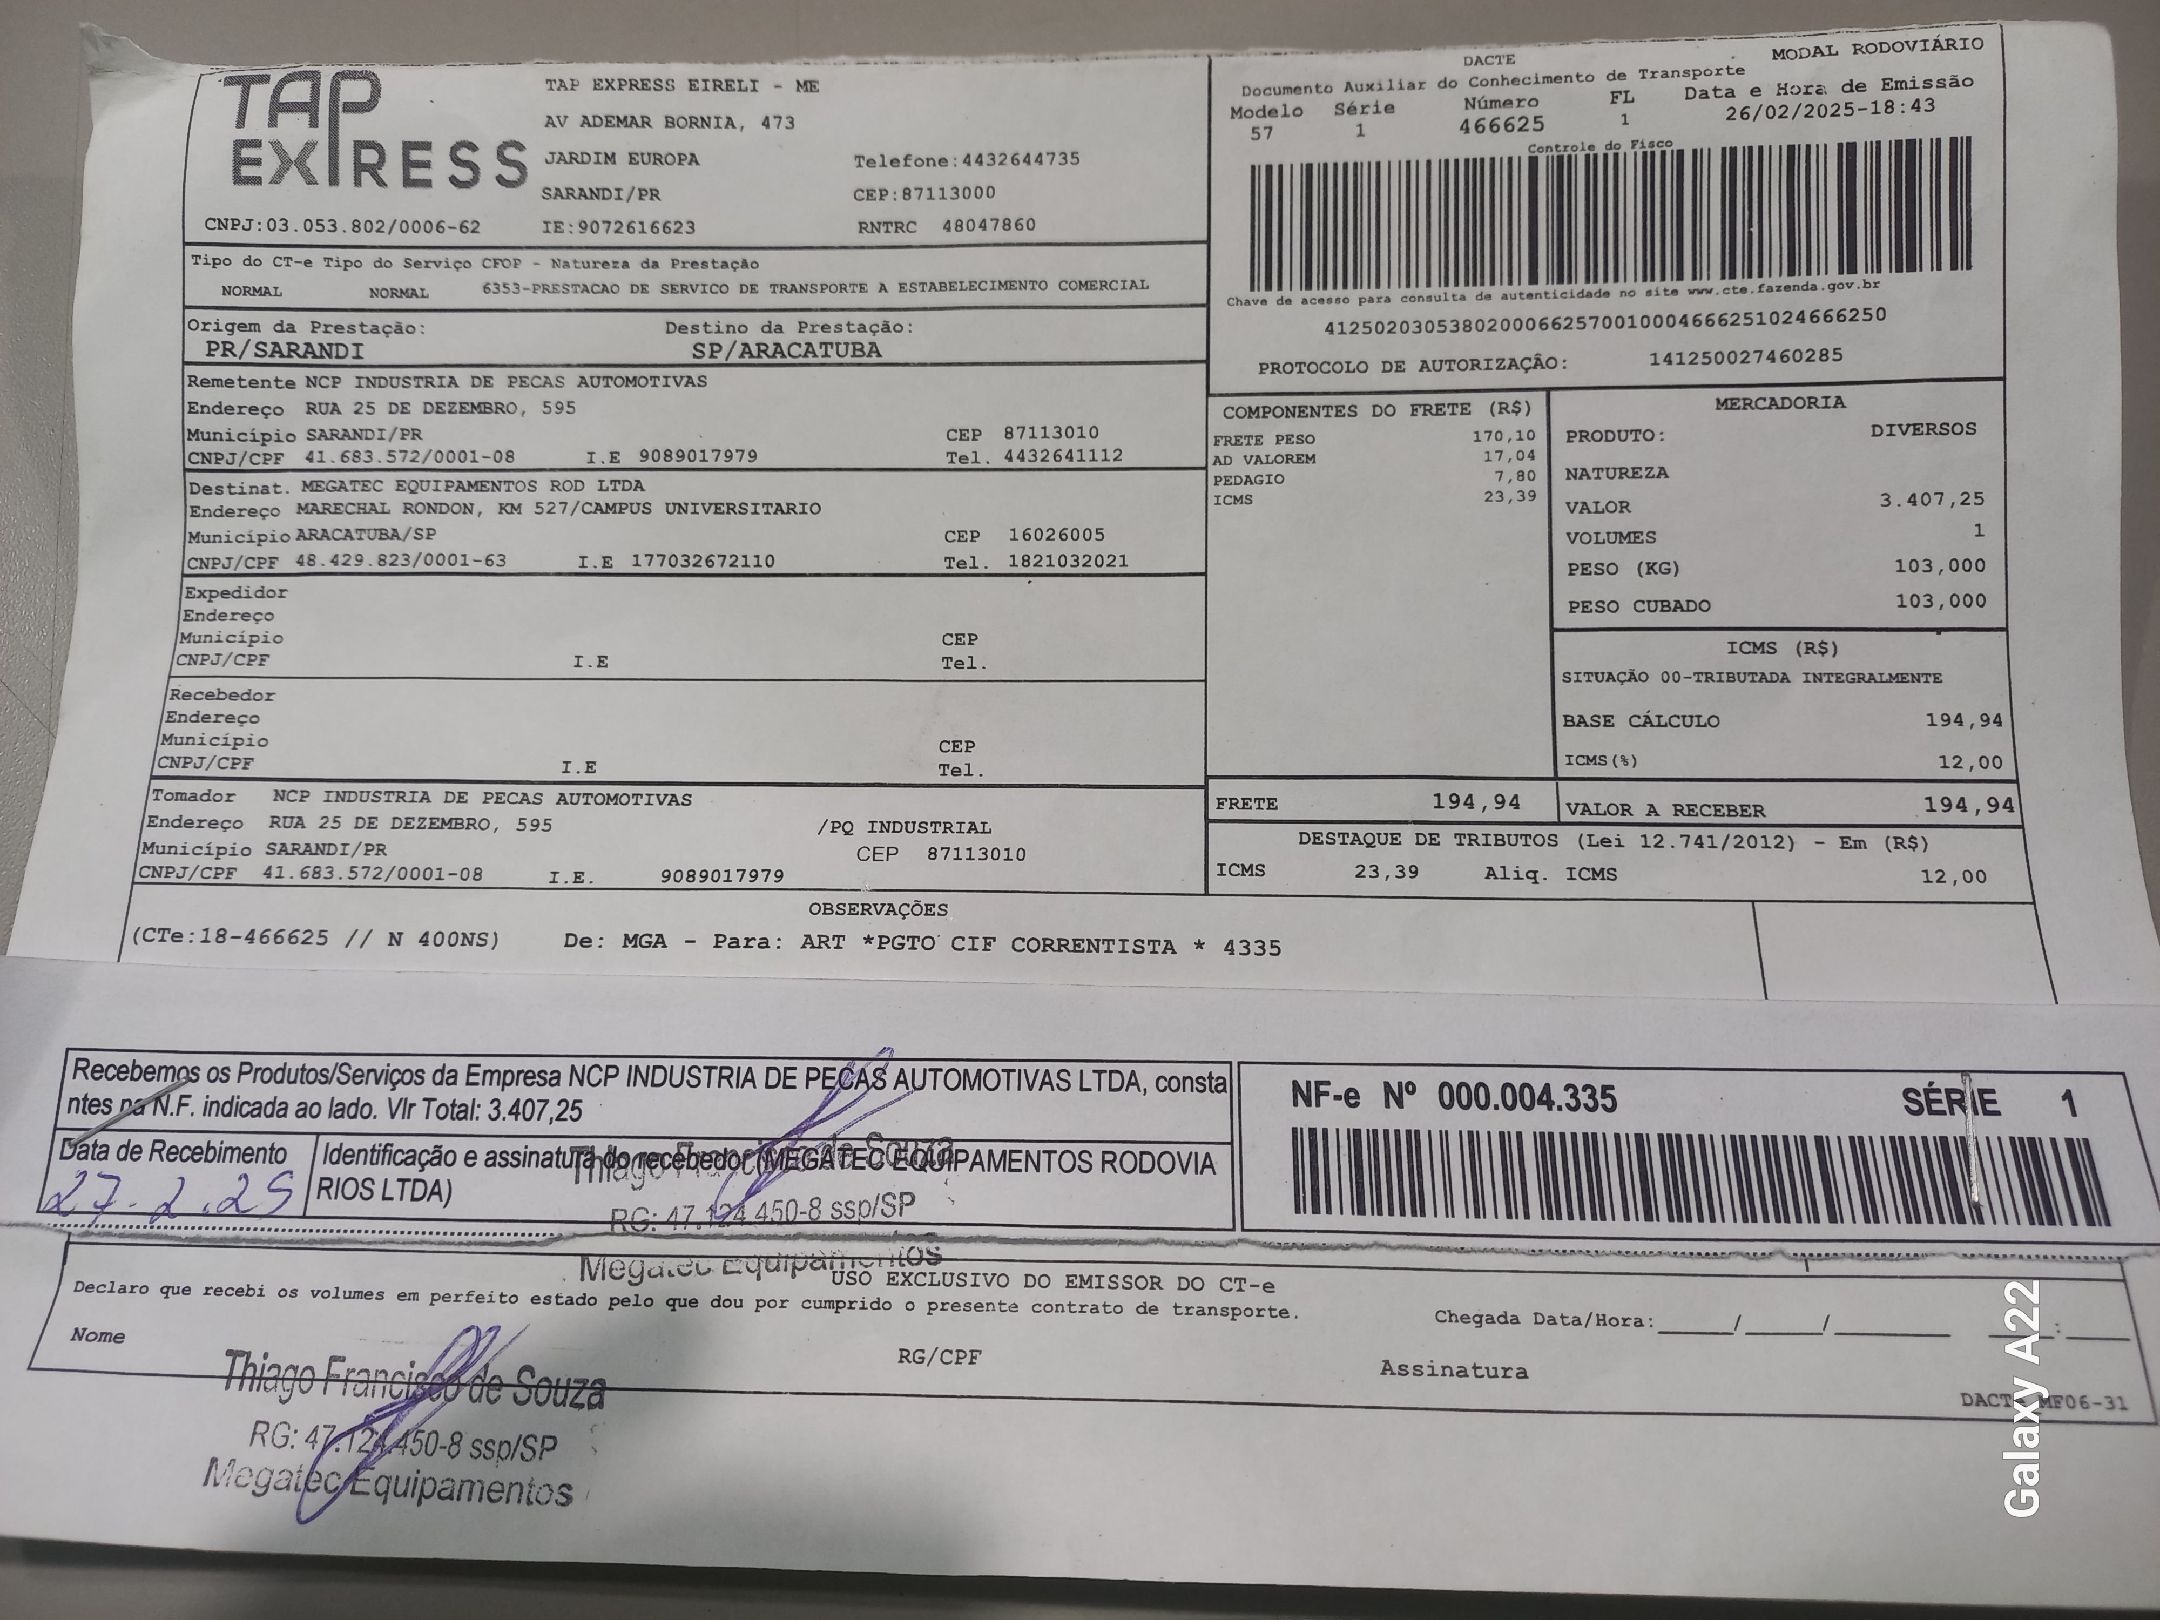 TAP EXPRESS
TAP EXPRESS EIRELI - ME
AV ADEMAR BORNIA, 473
JARDIM EUROPA Telefone:4432644735
SARANDI/PR CEP:87113000
CNPJ:03.053.802/0006-62 IE:9072616623 RNTRC 48047860
DACTE MODAL RODOVIÁRIO
Documento Auxiliar do Conhecimento de Transporte
Modelo Série Número FL Data e Hora de Emissão
57 1 466625 1 26/02/2025-18:43
Controle do Fisco
Chave de acesso para consulta de autenticidade no site www.cte.fazenda.gov.br
41250203053802000662570010004666251024666250
PROTOCOLO DE AUTORIZAÇÃO: 141250027460285
Tipo do CT-e Tipo do Serviço CFOP - Natureza da Prestação
NORMAL NORMAL 6353-PRESTACAO DE SERVICO DE TRANSPORTE A ESTABELECIMENTO COMERCIAL
Origem da Prestação: Destino da Prestação:
PR/SARANDI SP/ARACATUBA
Remetente NCP INDUSTRIA DE PECAS AUTOMOTIVAS
Endereço RUA 25 DE DEZEMBRO, 595
Município SARANDI/PR CEP 87113010
CNPJ/CPF 41.683.572/0001-08 I.E 9089017979 Tel. 4432641112
Destinat. MEGATEC EQUIPAMENTOS ROD LTDA
Endereço MARECHAL RONDON, KM 527/CAMPUS UNIVERSITARIO
Município ARACATUBA/SP CEP 16026005
CNPJ/CPF 48.429.823/0001-63 I.E 177032672110 Tel. 1821032021
Expedidor
Endereço
Município CEP
CNPJ/CPF I.E Tel.
Recebedor
Endereço
Município CEP
CNPJ/CPF I.E Tel.
Tomador NCP INDUSTRIA DE PECAS AUTOMOTIVAS
Endereço RUA 25 DE DEZEMBRO, 595 /PQ INDUSTRIAL
Município SARANDI/PR CEP 87113010
CNPJ/CPF 41.683.572/0001-08 I.E. 9089017979
COMPONENTES DO FRETE (R$)
FRETE PESO 170,10
AD VALOREM 17,04
PEDAGIO 7,80
ICMS 23,39
MERCADORIA
PRODUTO: DIVERSOS
NATUREZA
VALOR 3.407,25
VOLUMES 1
PESO (KG) 103,000
PESO CUBADO 103,000
ICMS (R$)
SITUAÇÃO 00-TRIBUTADA INTEGRALMENTE
BASE CÁLCULO 194,94
ICMS(%) 12,00
FRETE 194,94 VALOR A RECEBER 194,94
DESTAQUE DE TRIBUTOS (Lei 12.741/2012) - Em (R$)
ICMS 23,39 Aliq. ICMS 12,00
OBSERVAÇÕES
(CTe:18-466625 // N 400NS) De: MGA - Para: ART *PGTO CIF CORRENTISTA * 4335
Recebemos os Produtos/Serviços da Empresa NCP INDUSTRIA DE PECAS AUTOMOTIVAS LTDA, consta
ntes na N.F. indicada ao lado. Vlr Total: 3.407,25
Data de Recebimento
27-2.25
Identificação e assinatura do recebedor (MEGATEC EQUIPAMENTOS RODOVIA
RIOS LTDA)
Thiago Francisco de Souza
RG: 47.124.450-8 ssp/SP
Megatec Equipamentos
NF-e Nº 000.004.335 SÉRIE 1
USO EXCLUSIVO DO EMISSOR DO CT-e
Declaro que recebi os volumes em perfeito estado pelo que dou por cumprido o presente contrato de transporte.
Chegada Data/Hora:_____/_____/_______ ___:____
Nome RG/CPF Assinatura
Thiago Francisco de Souza
RG: 47.124.450-8 ssp/SP
Megatec Equipamentos
DACT MF06-31
Galaxy A22